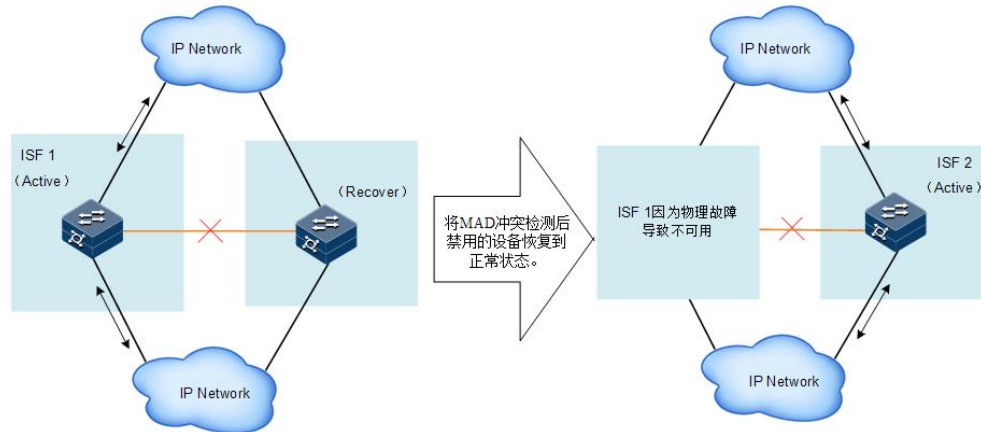 IP Network
ISF 1
（Active）
（Recover）
IP Network
将MAD冲突检测后
禁用的设备恢复到
正常状态。
IP Network
ISF 1因为物理故障
导致不可用
ISF 2
（Active）
IP Network